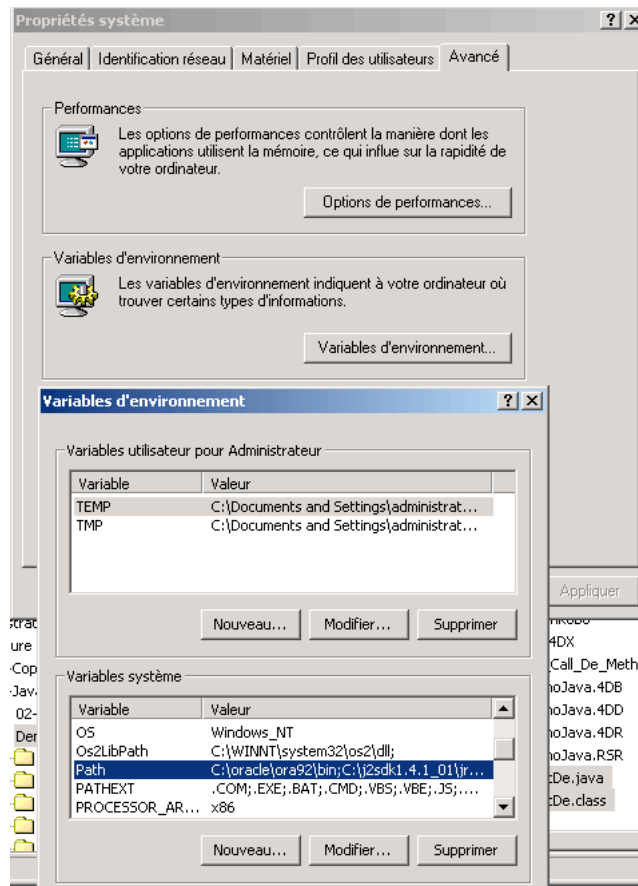 Propriétés système
Général Identification réseau Matériel Profil des utilisateurs Avancé
Performances
Les options de performances contrôlent la manière dont les
applications utilisent la mémoire, ce qui influe sur la rapidité de
votre ordinateur.
Options de performances...
Variables d'environnement
Les variables d'environnement indiquent à votre ordinateur où
trouver certains types d'informations.
Variables d'environnement...
Variables d'environnement
Variables utilisateur pour Administrateur
Variable Valeur
TEMP C:\Documents and Settings\administrat...
TMP C:\Documents and Settings\administrat...
Appliquer
Nouveau... Modifier... Supprimer
4DX
ure
_Call_De_Meth
-Cop
Variables système
noJava.4DB
-Jav
Variable Valeur
noJava.4DD
02-
OS Windows_NT
noJava.4DR
Der
Os2LibPath C:\WINNT\system32\os2\dll;
noJava.RSR
Path C:\oracle\ora92\bin;C:\j2sdk1.4.1_01\jr...
:De.java
PATHEXT .COM;.EXE;.BAT;.CMD;.VBS;.VBE;.JS;....
:De.class
PROCESSOR_AR... x86
Nouveau... Modifier... Supprimer